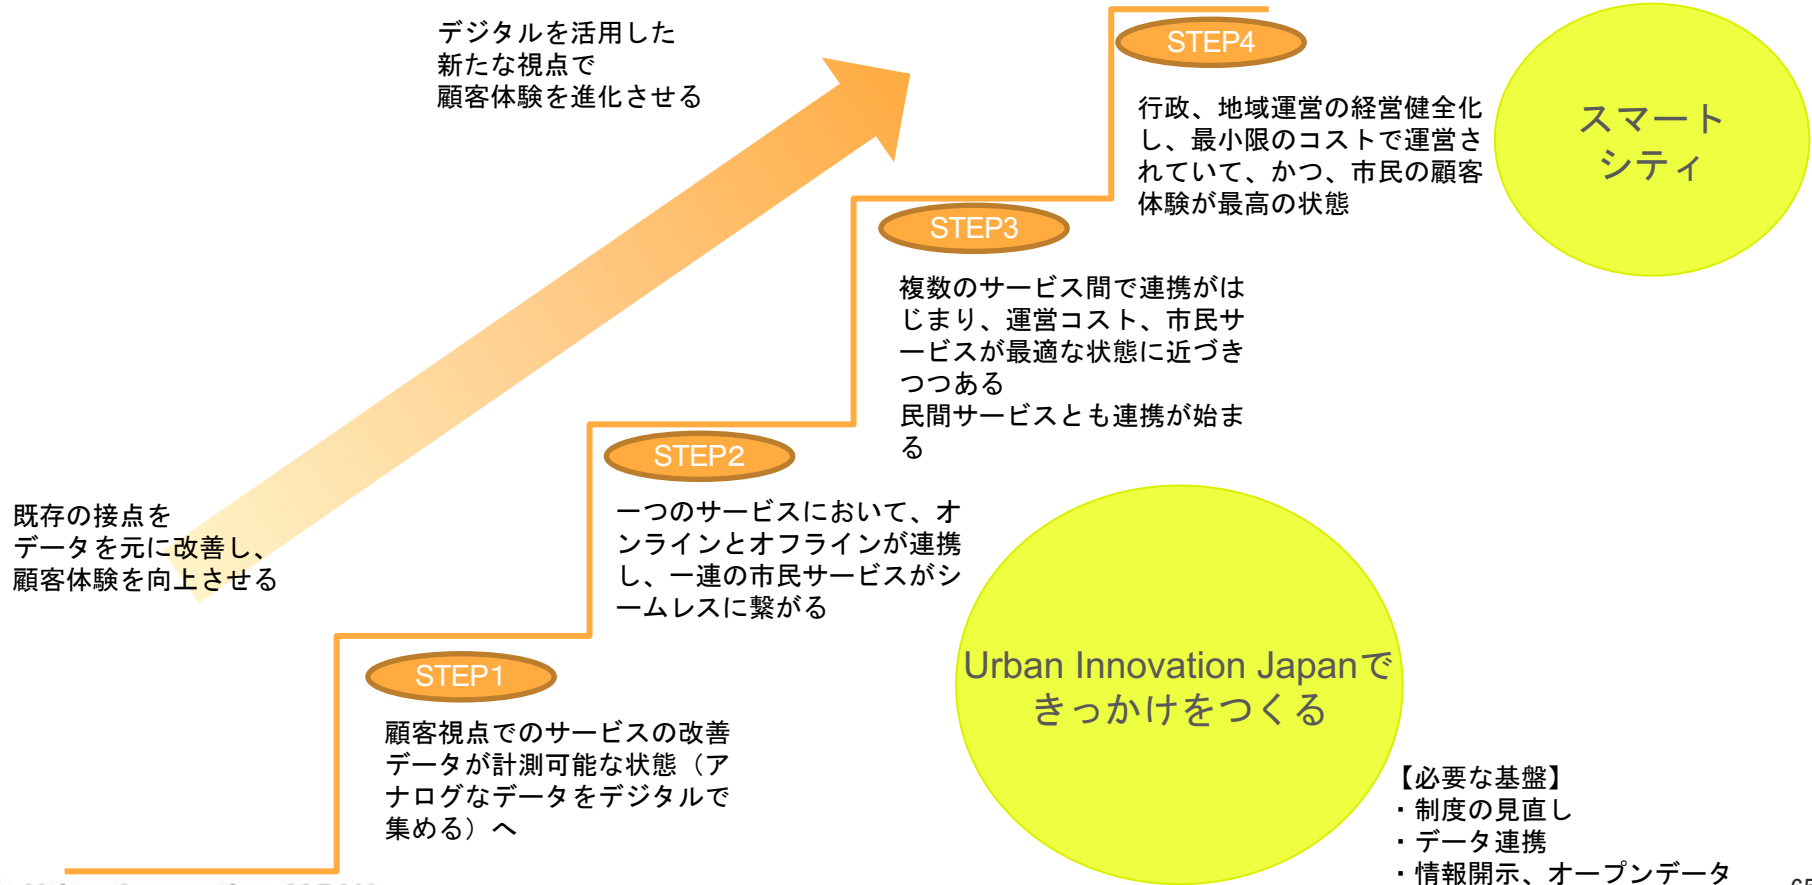 デジタルを活用した
新たな視点で
顧客体験を進化させる
STEP4
行政、地域運営の経営健全化
し、最小限のコストで運営さ
れていて、かつ、市民の顧客
体験が最高の状態
スマート
シティ
STEP3
複数のサービス間で連携がは
じまり、運営コスト、市民サ
ービスが最適な状態に近づき
つつある
民間サービスとも連携が始ま
る
STEP2
一つのサービスにおいて、オ
ンラインとオフラインが連携
し、一連の市民サービスがシ
ームレスに繋がる
既存の接点を
データを元に改善し、
顧客体験を向上させる
STEP1
顧客視点でのサービスの改善
データが計測可能な状態（ア
ナログなデータをデジタルで
集める）へ
Urban Innovation Japanで
きっかけをつくる
【必要な基盤】
・制度の見直し
・データ連携
・情報開示、オープンデータ